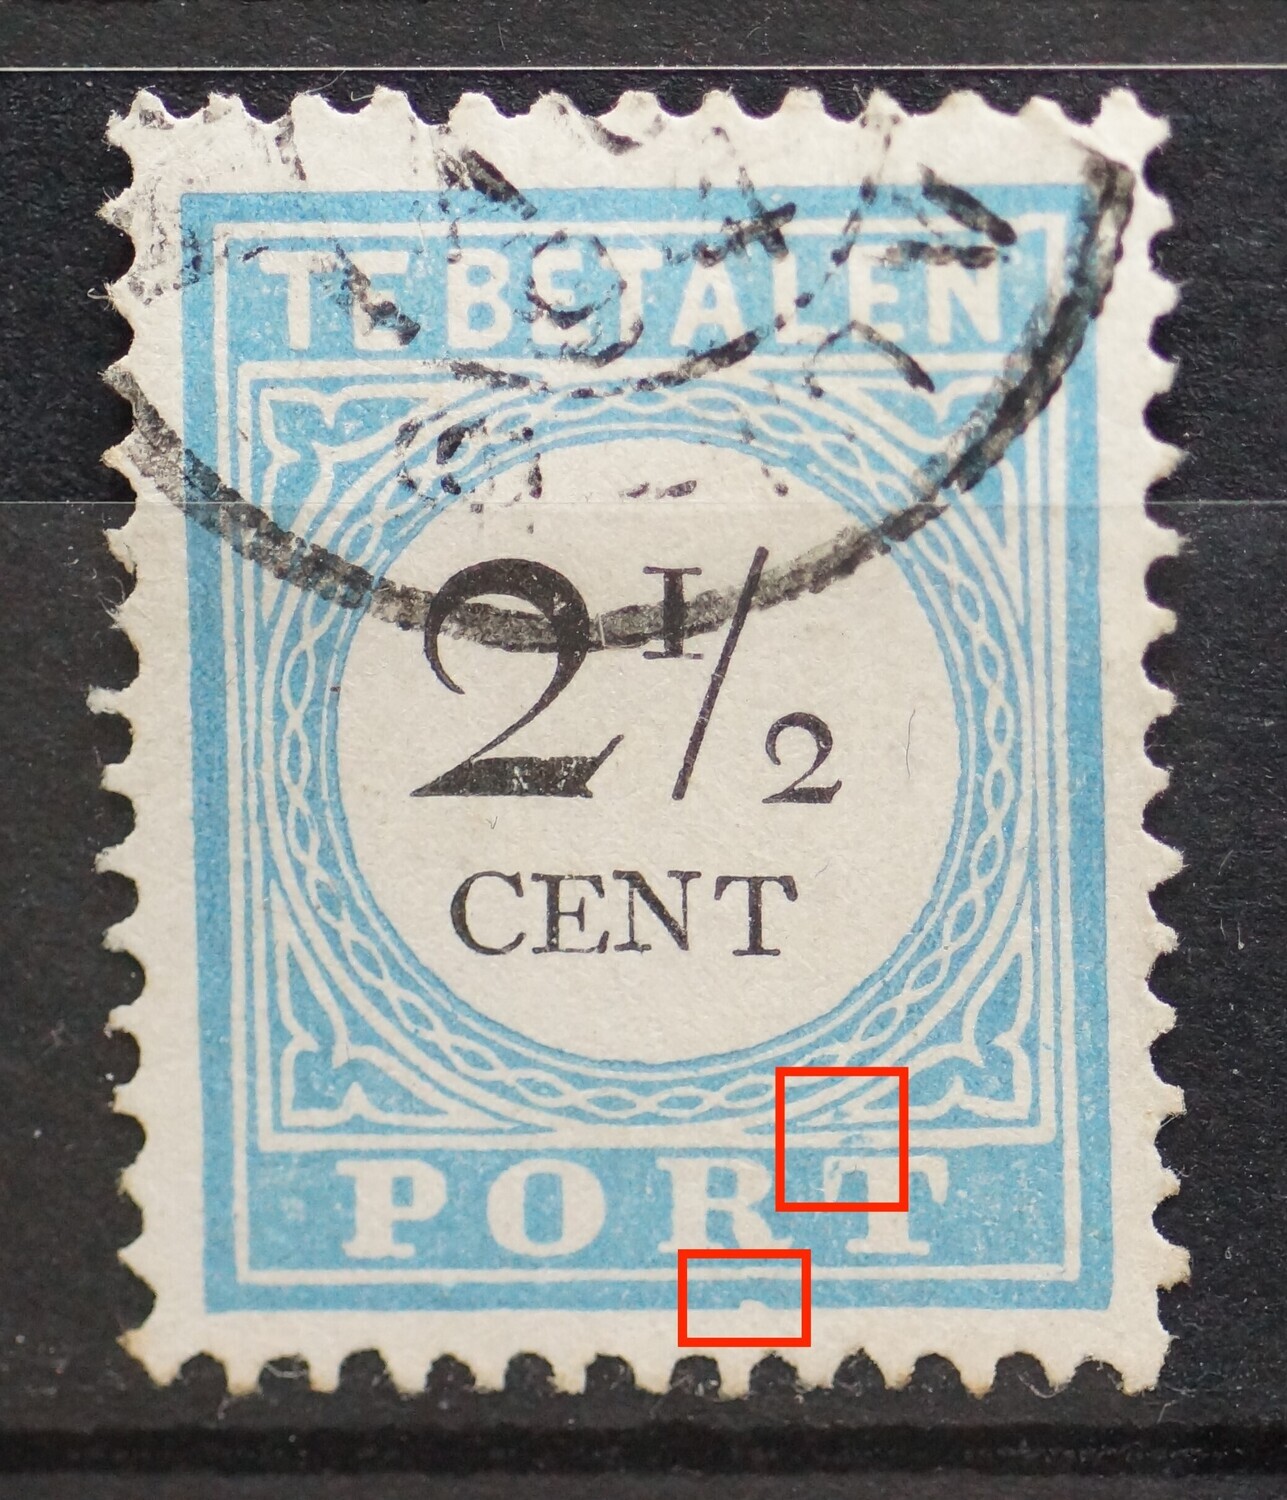 TE BETALEN
2 1/2
CENT
PORT